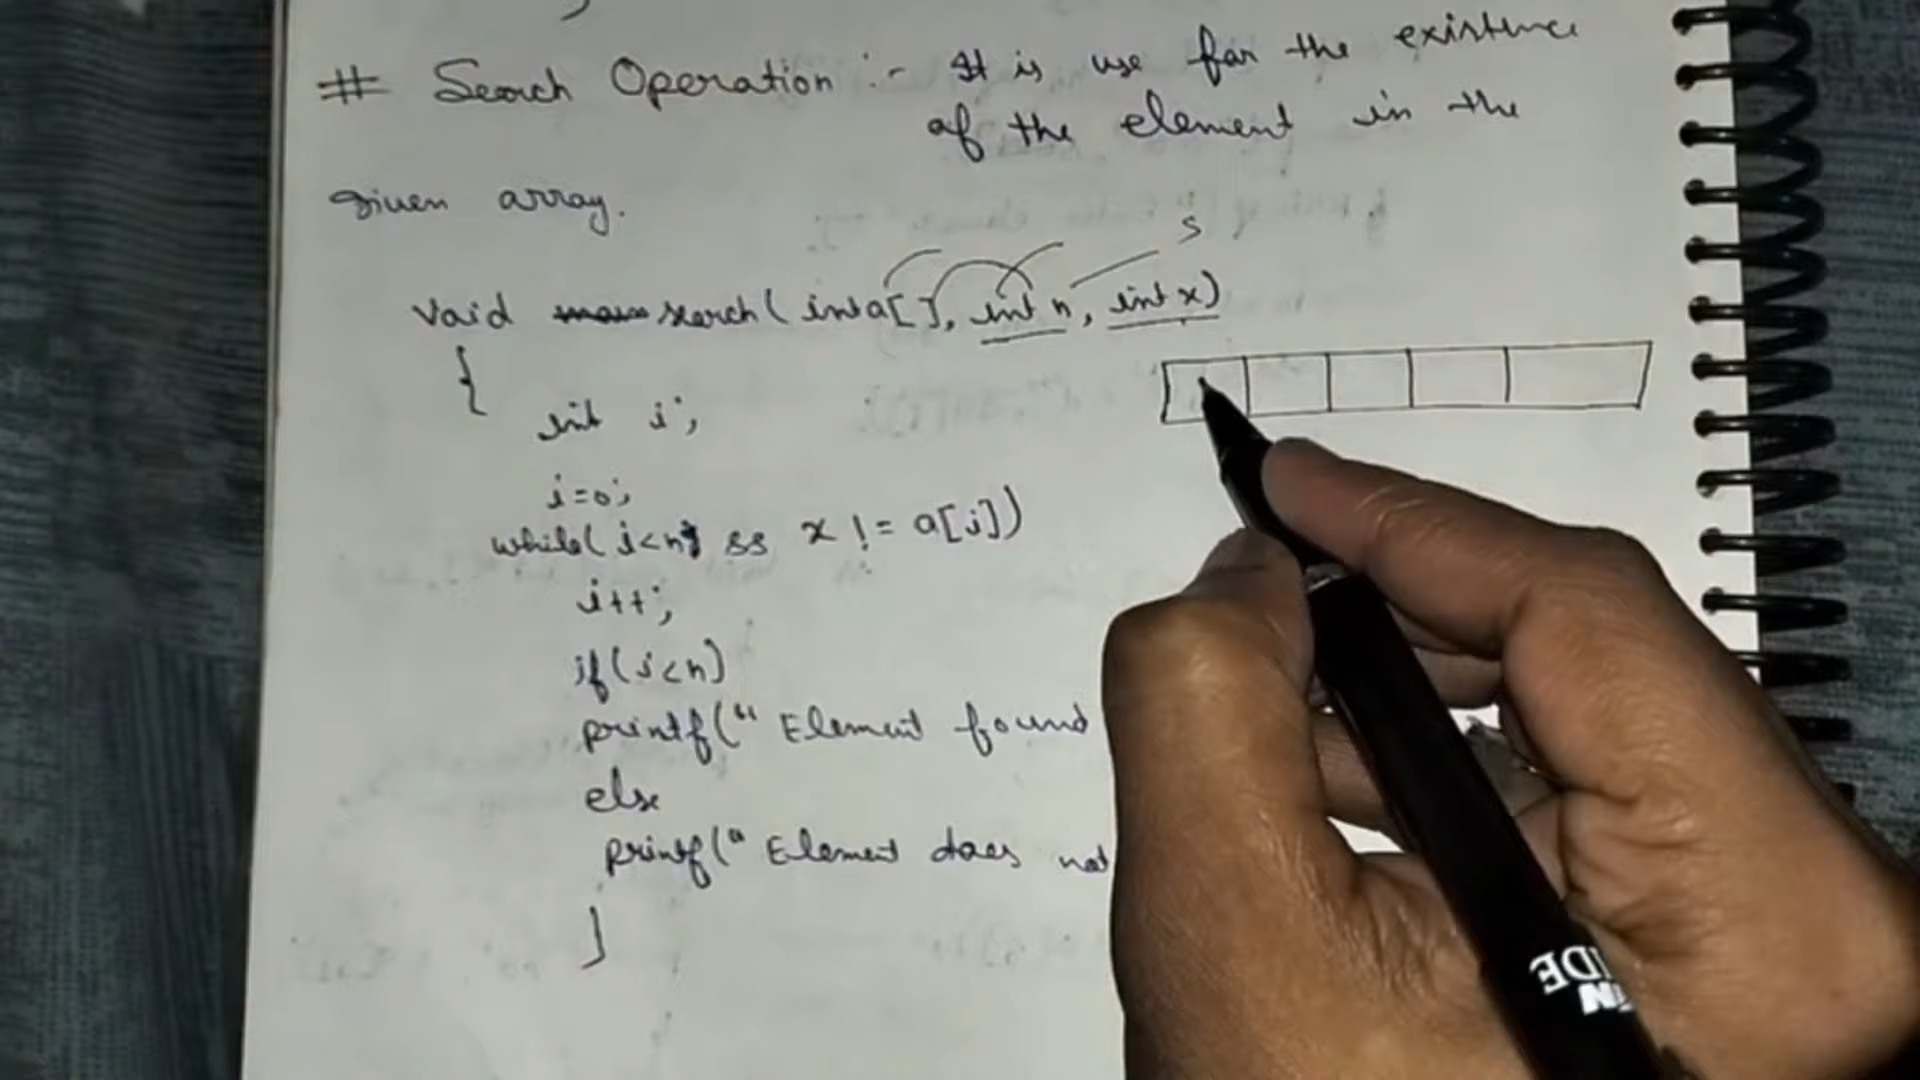 # Search Operation :- It is use for the existence
of the element in the
given array.
S
void search(int a[], int n, int x)
{
int i;
i=0;
while(i<n && x != a[i])
i++;
if(i<n)
printf(" Element found
else
printf(" Element does not
}